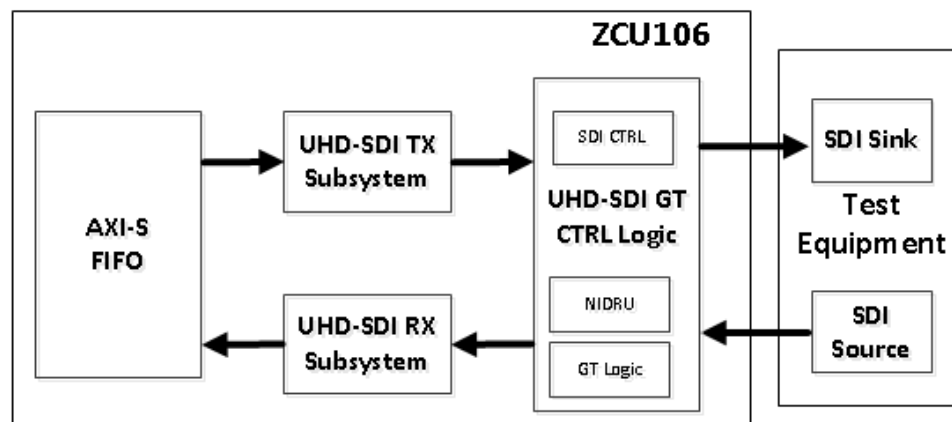 ZCU106
AXI-S
FIFO
UHD-SDI TX
Subsystem
UHD-SDI RX
Subsystem
SDI CTRL
UHD-SDI GT
CTRL Logic
NIDRU
GT Logic
SDI Sink
Test
Equipment
SDI
Source